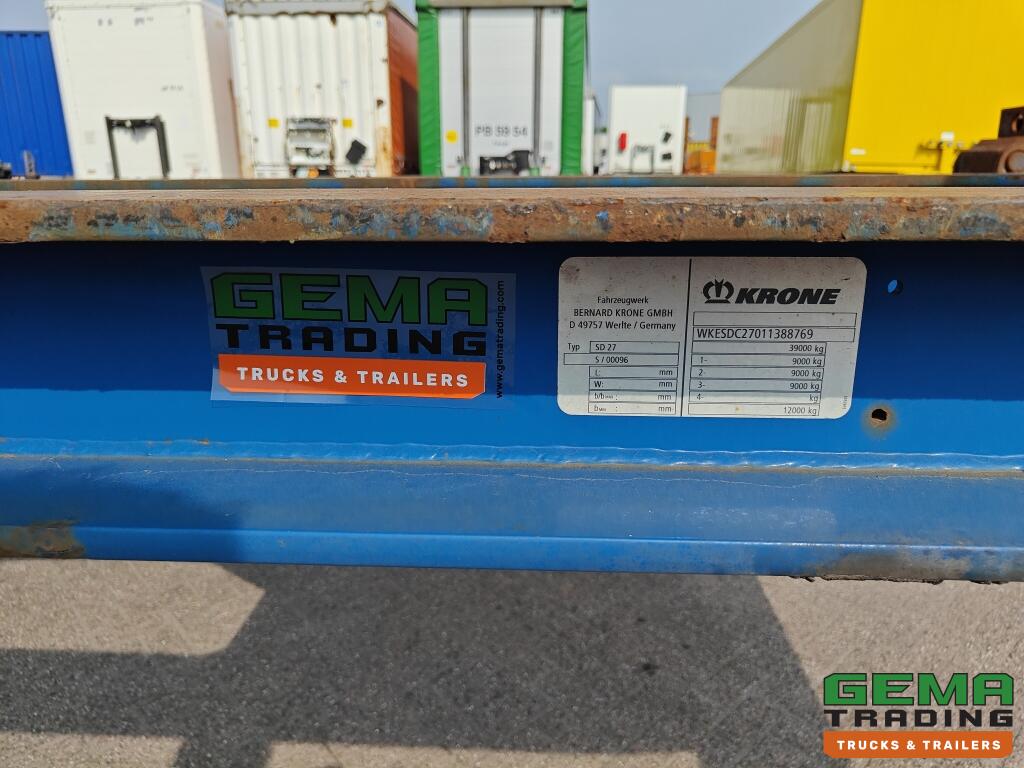 PB 59 54
GEMA
TRADING
TRUCKS & TRAILERS
www.gematrading.com
Fahrzeugwerk
BERNARD KRONE GMBH
D 49757 Werlte / Germany
Typ SD 27
S / 00096
L: mm
W: mm
b/b MAX : mm
b MIN : mm
KRONE
WKESDC27011388769
39000 kg
1- 9000 kg
2- 9000 kg
3- 9000 kg
4- kg
12000 kg
GEMA
TRADING
TRUCKS & TRAILERS